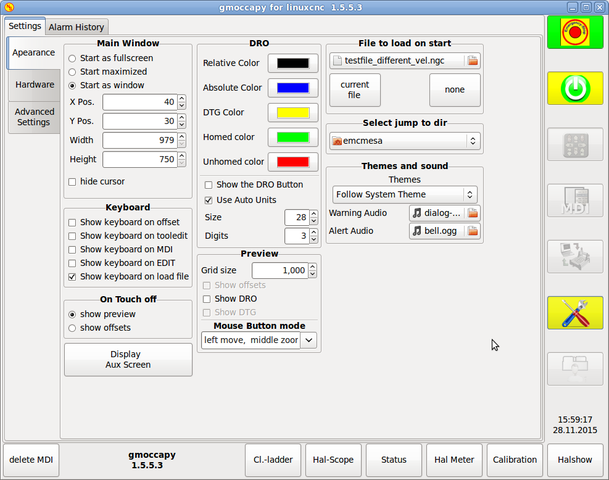 gmoccapy for linuxcnc 1.5.5.3
Settings
Alarm History
Apearance
Hardware
Advanced
Settings
Main Window
Start as fullscreen
Start maximized
Start as window
X Pos. 40
Y Pos. 30
Width 979
Height 750
hide cursor
Keyboard
Show keyboard on offset
Show keyboard on tooledit
Show keyboard on MDI
Show keyboard on EDIT
Show keyboard on load file
On Touch off
show preview
show offsets
Display
Aux Screen
DRO
Relative Color
Absolute Color
DTG Color
Homed color
Unhomed color
Show the DRO Button
Use Auto Units
Size 28
Digits 3
Preview
Grid size 1,000
Show offsets
Show DRO
Show DTG
Mouse Button mode
left move, middle zoor
File to load on start
testfile_different_vel.ngc
current
file
none
Select jump to dir
emcmesa
Themes and sound
Themes
Follow System Theme
Warning Audio dialog-...
Alert Audio bell.ogg
MDI
15:59:17
28.11.2015
delete MDI
gmoccapy
1.5.5.3
Cl.-ladder
Hal-Scope
Status
Hal Meter
Calibration
Halshow